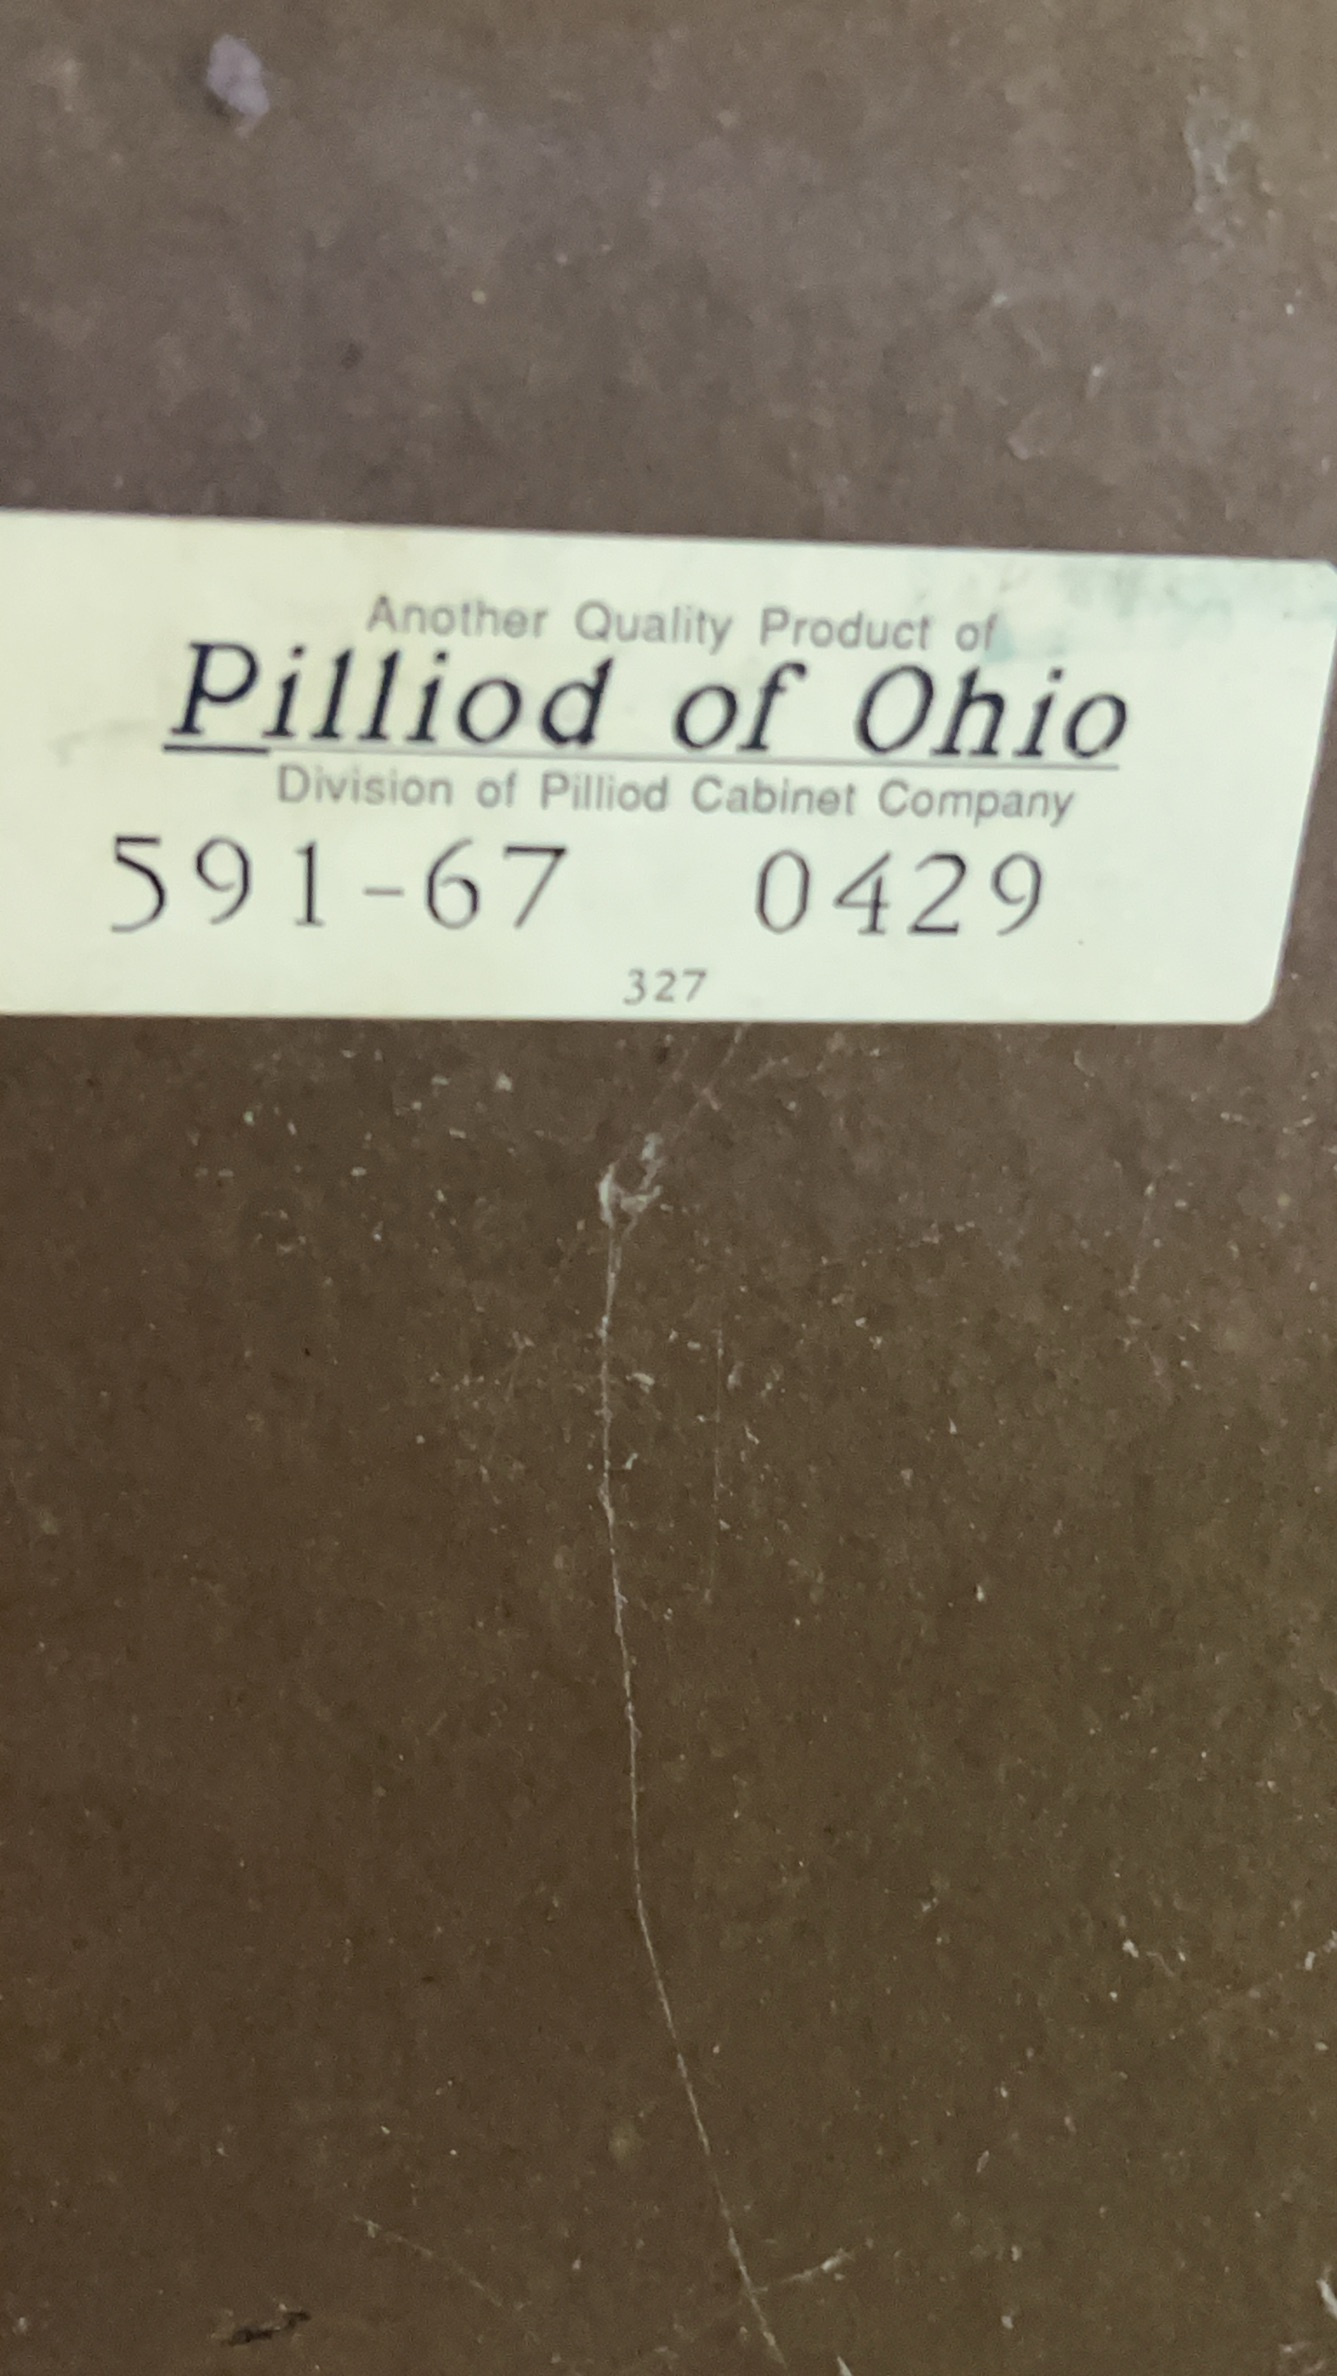 Another Quality Product of
Pilliod of Ohio
Division of Pilliod Cabinet Company
591-67 0429
327